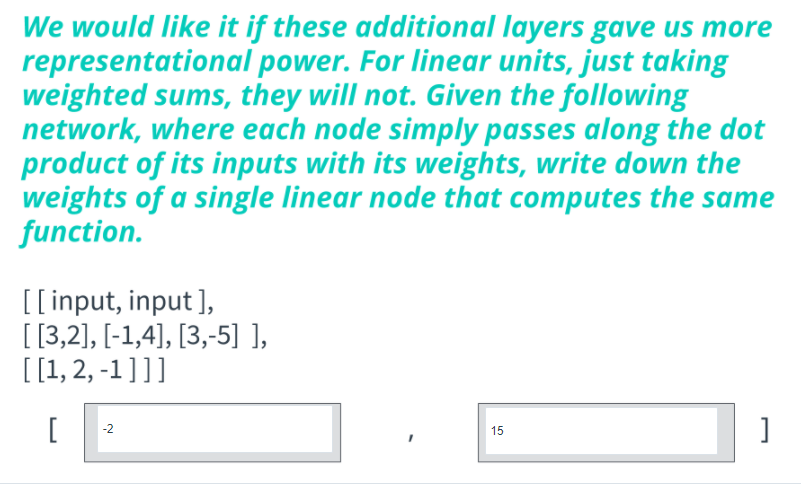 We would like it if these additional layers gave us more
representational power. For linear units, just taking
weighted sums, they will not. Given the following
network, where each node simply passes along the dot
product of its inputs with its weights, write down the
weights of a single linear node that computes the same
function.
[ [ input, input ],
[ [3,2], [-1,4], [3,-5] ],
[ [1, 2, -1 ] ] ]
[ -2 , 15 ]